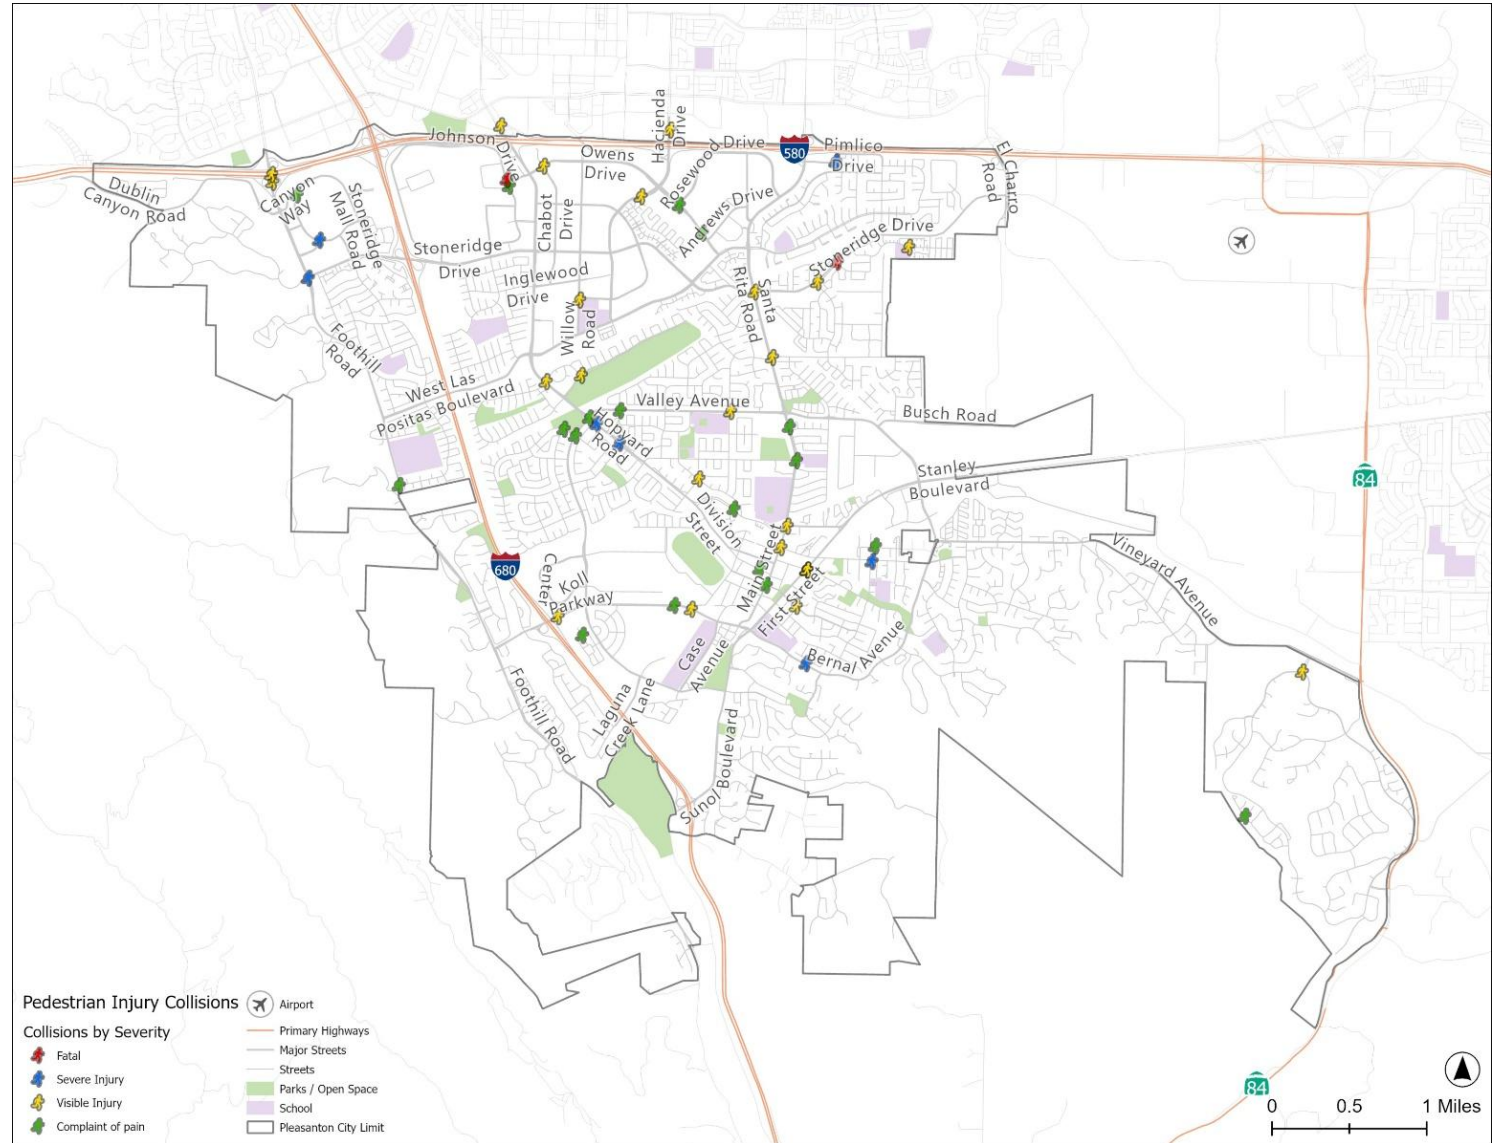 Hacienda
Drive
Johnson Drive
Owens
Drive
Rosewood
Drive
580
Pimlico
Drive
El Charro
Road
Dublin
Canyon Road
Canyon
Way
Stoneridge
Mall Road
Chabot
Drive
Andrews Drive
Stoneridge
Drive
Stoneridge Drive
Inglewood
Drive
Willow
Road
Santa
Rita Road
Foothill
Road
West Las
Positas Boulevard
Valley Avenue
Busch Road
Hopyard
Road
Stanley
Boulevard
84
Division
Street
Main Street
First Street
Vineyard Avenue
680
Center
Koll
Parkway
Case
Avenue
Bernal Avenue
Foothill Road
Laguna
Creek Lane
Sunol Boulevard
Pedestrian Injury Collisions
Collisions by Severity
Fatal
Severe Injury
Visible Injury
Complaint of pain
Airport
Primary Highways
Major Streets
Streets
Parks / Open Space
School
Pleasanton City Limit
84
0 0.5 1 Miles